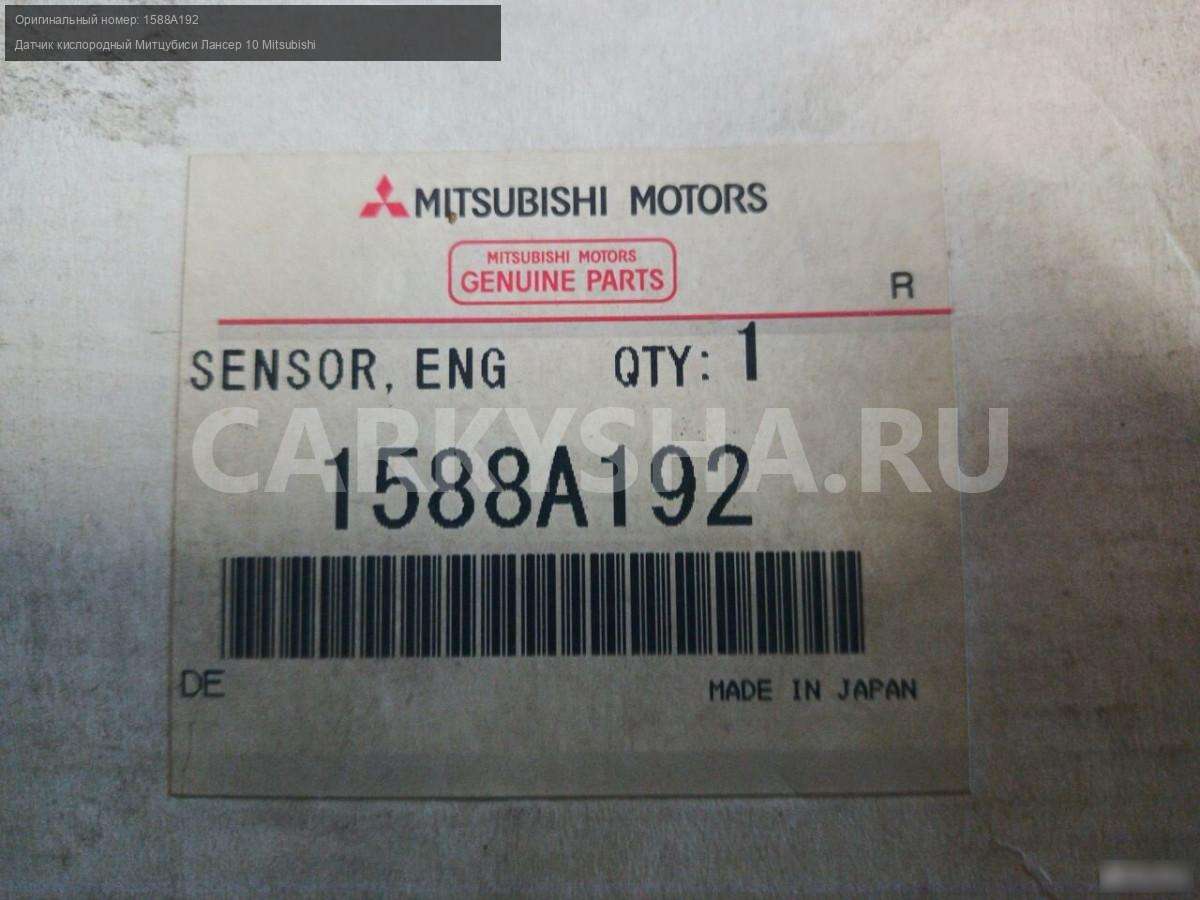 Оригинальный номер: 1588A192
Датчик кислородный Митцубиси Лансер 10 Mitsubishi
MITSUBISHI MOTORS
MITSUBISHI MOTORS
GENUINE PARTS
R
SENSOR, ENG QTY: 1
CARKYSHA.RU
1588A192
DE MADE IN JAPAN